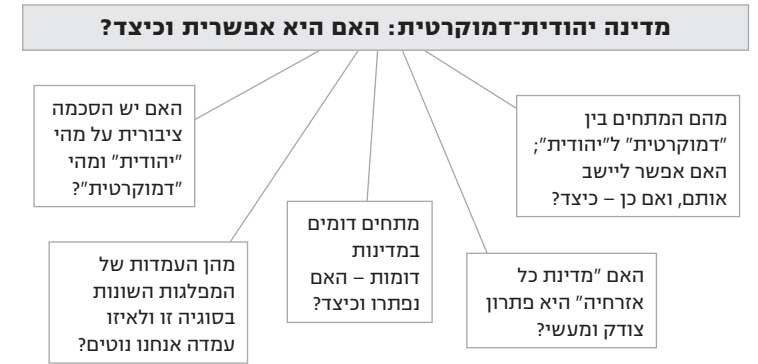 מדינה יהודית־דמוקרטית: האם היא אפשרית וכיצד?
מהם המתחים בין
"דמוקרטית" ל"יהודית";
האם אפשר ליישב
אותם, ואם כן – כיצד?
האם "מדינת כל
אזרחיה" היא פתרון
צודק ומעשי?
מתחים דומים
במדינות
דומות – האם
נפתרו וכיצד?
מהן העמדות של
המפלגות השונות
בסוגיה זו ולאיזו
עמדה אנחנו נוטים?
האם יש הסכמה
ציבורית על מהי
"יהודית" ומהי
"דמוקרטית"?